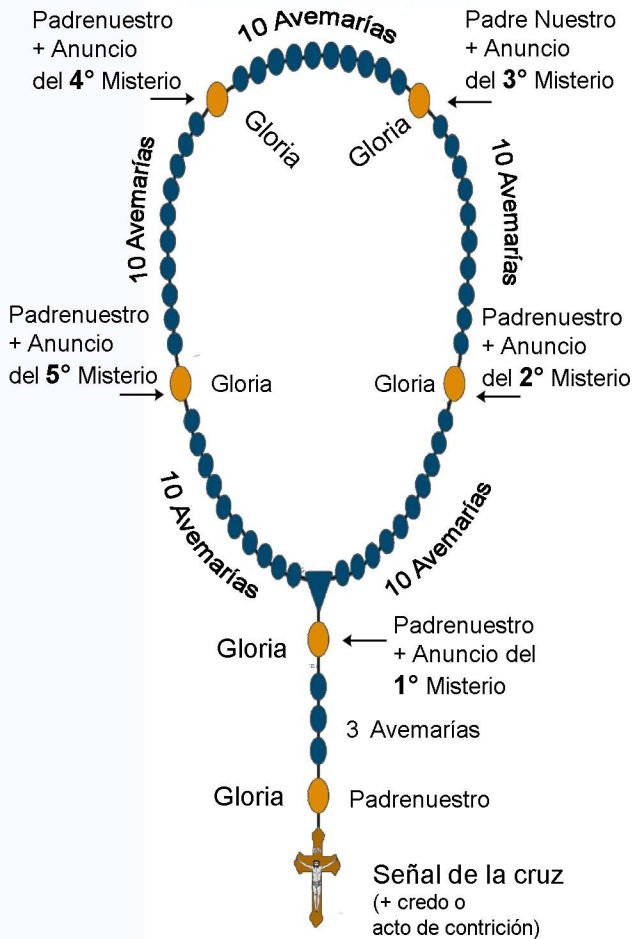 10 Avemarías
Padrenuestro
+ Anuncio
del 4° Misterio
Padre Nuestro
+ Anuncio
del 3° Misterio
Gloria
Gloria
10 Avemarías
10 Avemarías
Padrenuestro
+ Anuncio
del 5° Misterio
Gloria
Gloria
Padrenuestro
+ Anuncio
del 2° Misterio
10 Avemarías
10 Avemarías
Gloria
Padrenuestro
+ Anuncio del
1° Misterio
3 Avemarías
Gloria
Padrenuestro
Señal de la cruz
(+ credo o
acto de contrición)